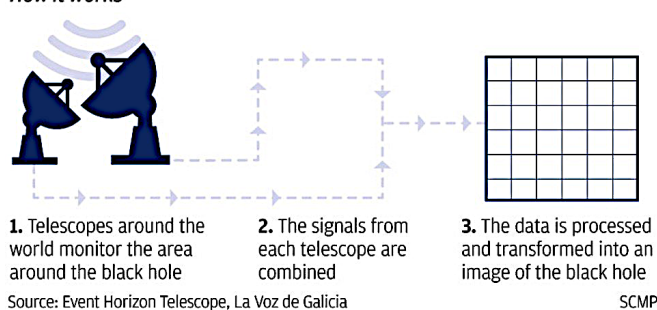 How it works
1. Telescopes around the
world monitor the area
around the black hole
2. The signals from
each telescope are
combined
3. The data is processed
and transformed into an
image of the black hole
Source: Event Horizon Telescope, La Voz de Galicia
SCMP